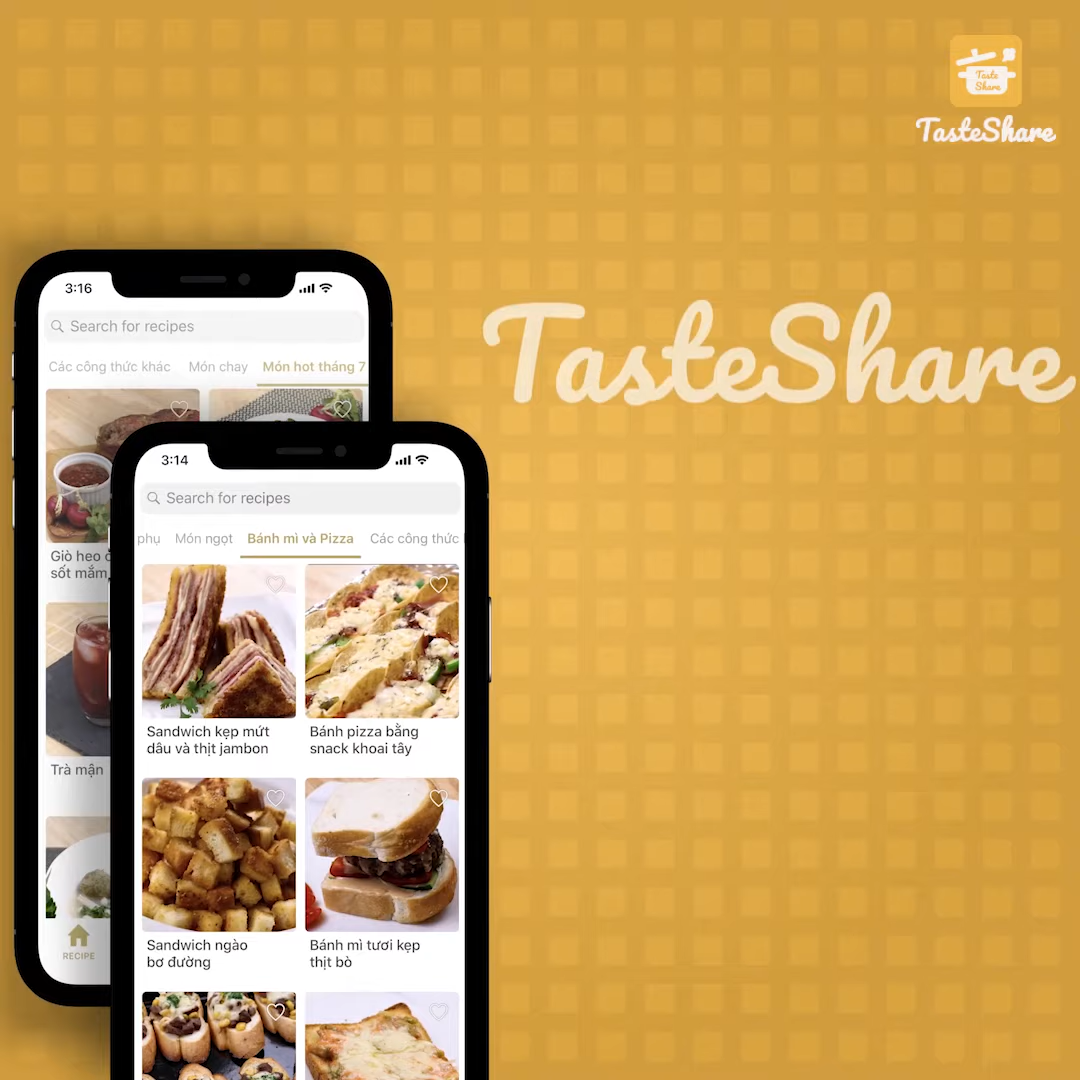 Taste
Share
TasteShare
TasteShare
3:16
Search for recipes
Các công thức khác
Món chay
Món hot tháng 7
Giò heo
sốt mắm,
Trà mận
RECIPE
3:14
Search for recipes
phụ
Món ngọt
Bánh mì và Pizza
Các công thức
Sandwich kẹp mứt
dâu và thịt jambon
Bánh pizza bằng
snack khoai tây
Sandwich ngào
bơ đường
Bánh mì tươi kẹp
thịt bò